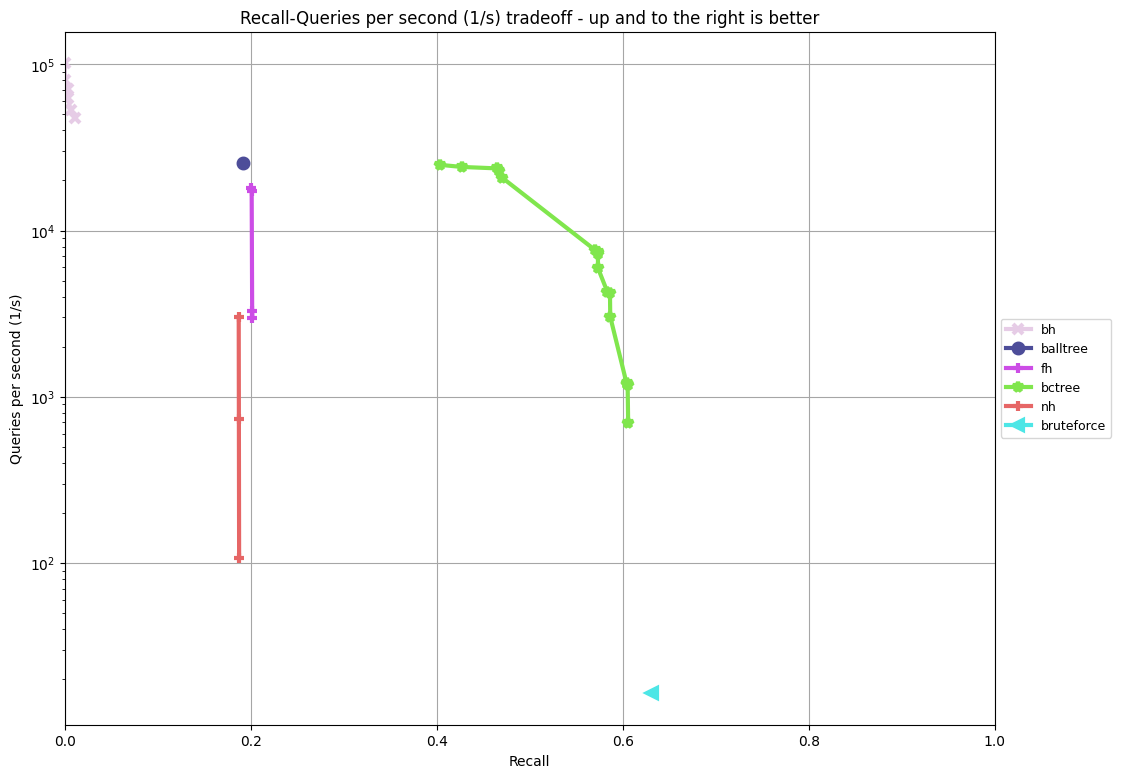 Recall-Queries per second (1/s) tradeoff - up and to the right is better
Queries per second (1/s)
10^5
10^4
10^3
10^2
0.0 0.2 0.4 0.6 0.8 1.0
Recall
bh
balltree
fh
bctree
nh
bruteforce